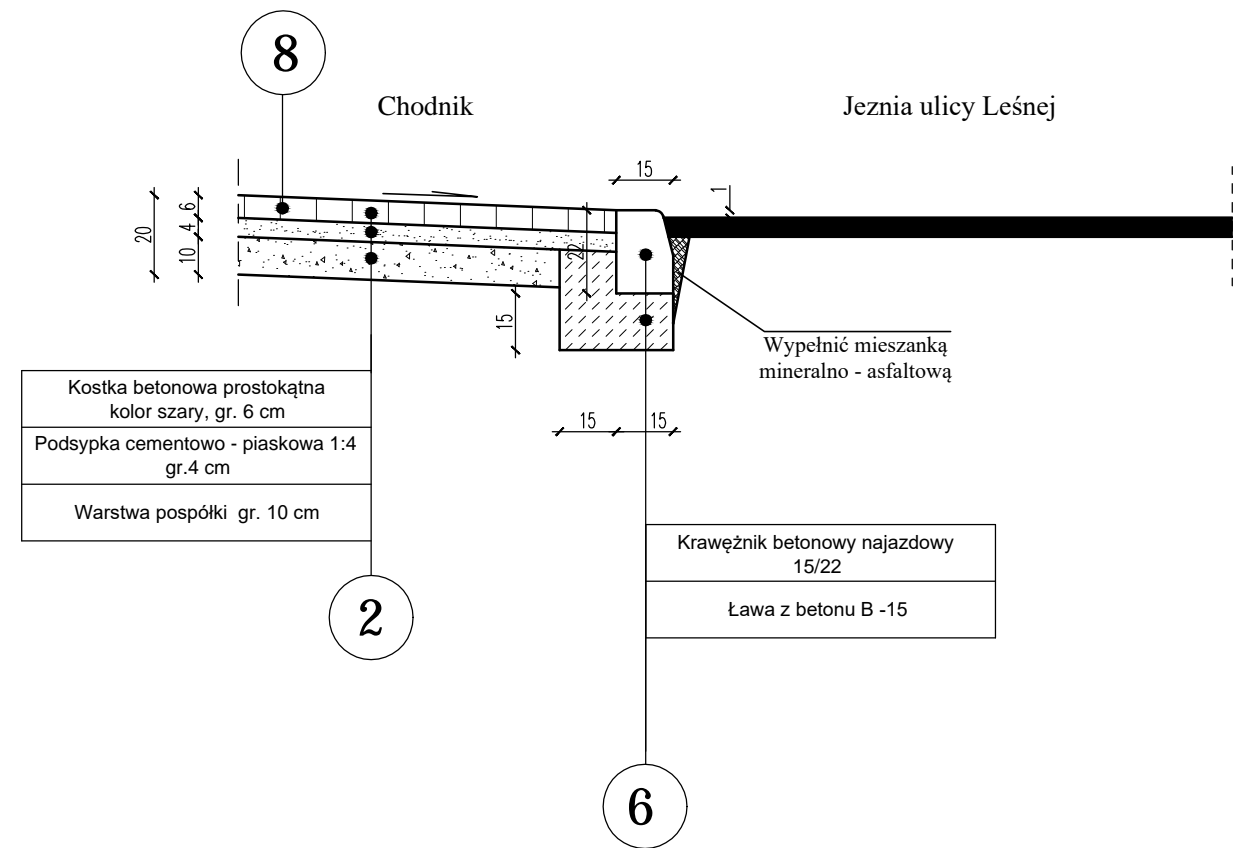 8
Chodnik
Jeznia ulicy Leśnej
15
1
6
4
10
20
22
15
Wypełnić mieszanką
mineralno - asfaltową
Kostka betonowa prostokątna
kolor szary, gr. 6 cm
Podsypka cementowo - piaskowa 1:4
gr.4 cm
Warstwa pospółki gr. 10 cm
15
15
Krawężnik betonowy najazdowy
15/22
Ława z betonu B -15
2
6